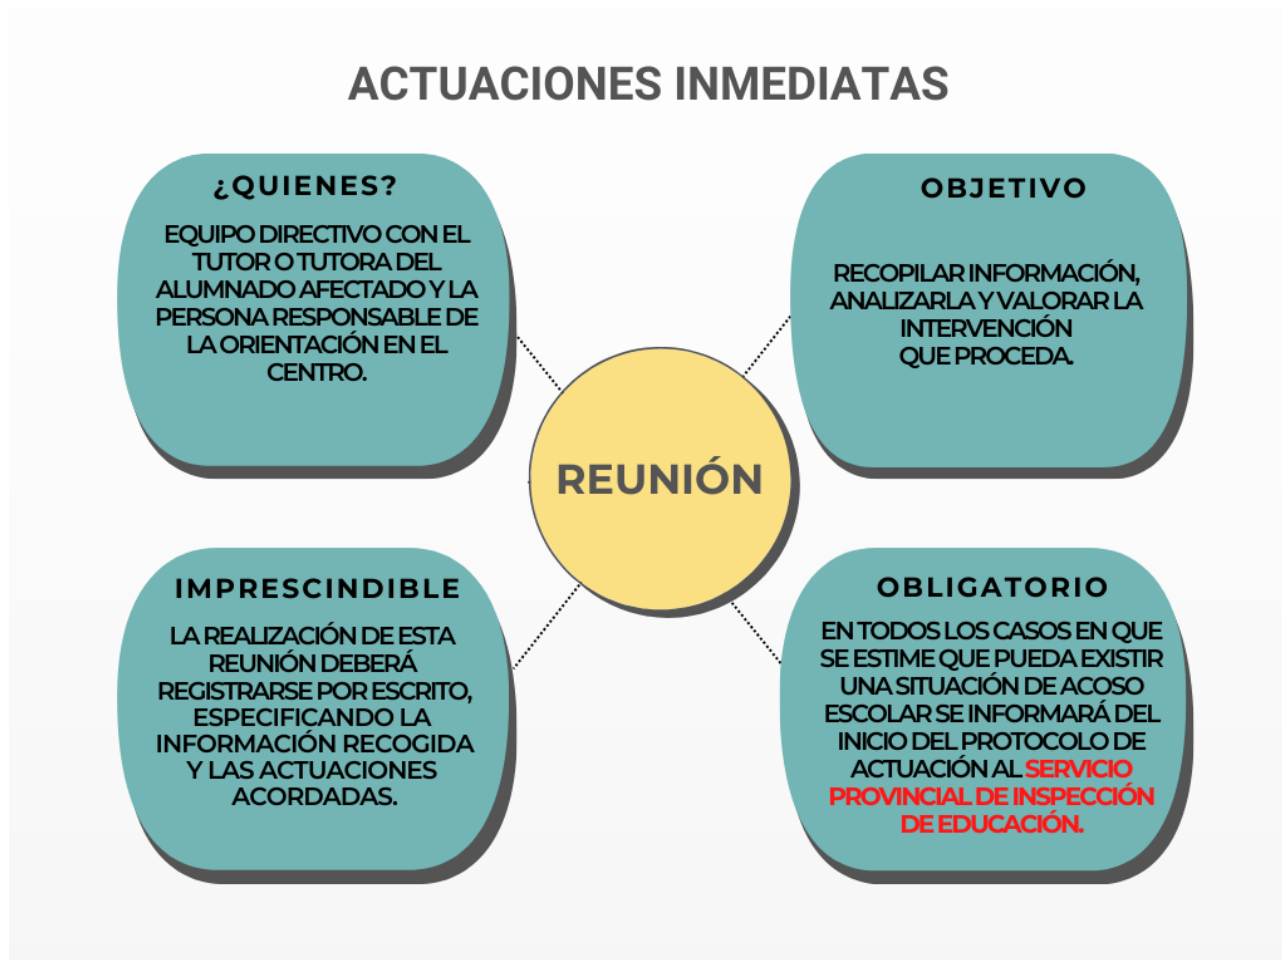 ACTUACIONES INMEDIATAS
¿QUIENES?
EQUIPO DIRECTIVO CON EL
TUTOR O TUTORA DEL
ALUMNADO AFECTADO Y LA
PERSONA RESPONSABLE DE
LA ORIENTACIÓN EN EL
CENTRO.
OBJETIVO
RECOPILAR INFORMACIÓN,
ANALIZARLA Y VALORAR LA
INTERVENCIÓN
QUE PROCEDA.
REUNIÓN
IMPRESCINDIBLE
LA REALIZACIÓN DE ESTA
REUNIÓN DEBERÁ
REGISTRARSE POR ESCRITO,
ESPECIFICANDO LA
INFORMACIÓN RECOGIDA
Y LAS ACTUACIONES
ACORDADAS.
OBLIGATORIO
EN TODOS LOS CASOS EN QUE
SE ESTIME QUE PUEDA EXISTIR
UNA SITUACIÓN DE ACOSO
ESCOLAR SE INFORMARÁ DEL
INICIO DEL PROTOCOLO DE
ACTUACIÓN AL SERVICIO
PROVINCIAL DE INSPECCIÓN
DE EDUCACIÓN.